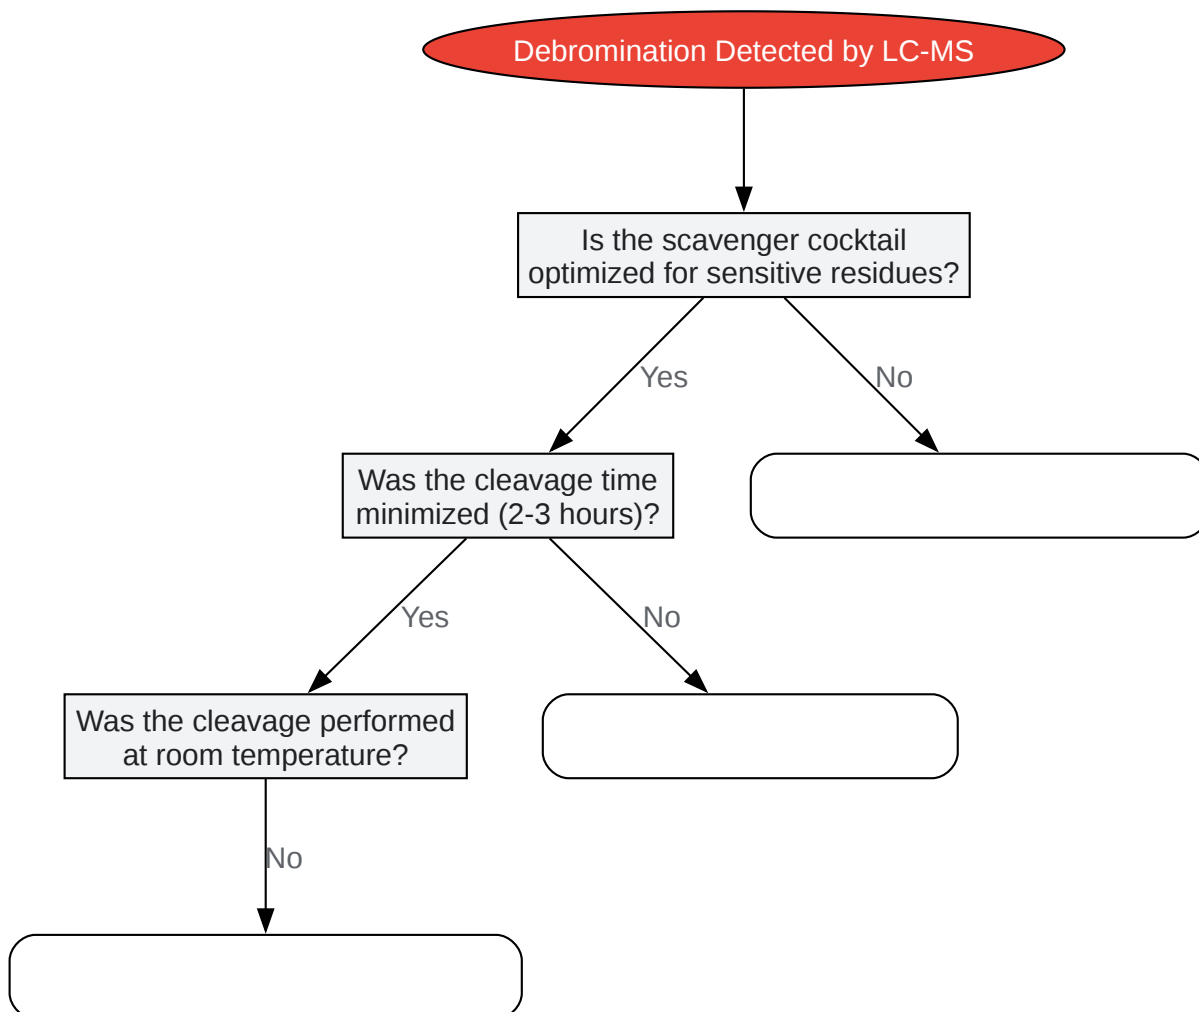 Debromination Detected by LC-MS
Is the scavenger cocktail
optimized for sensitive residues?
Yes
No
Was the cleavage time
minimized (2-3 hours)?
Yes
No
Was the cleavage performed
at room temperature?
No